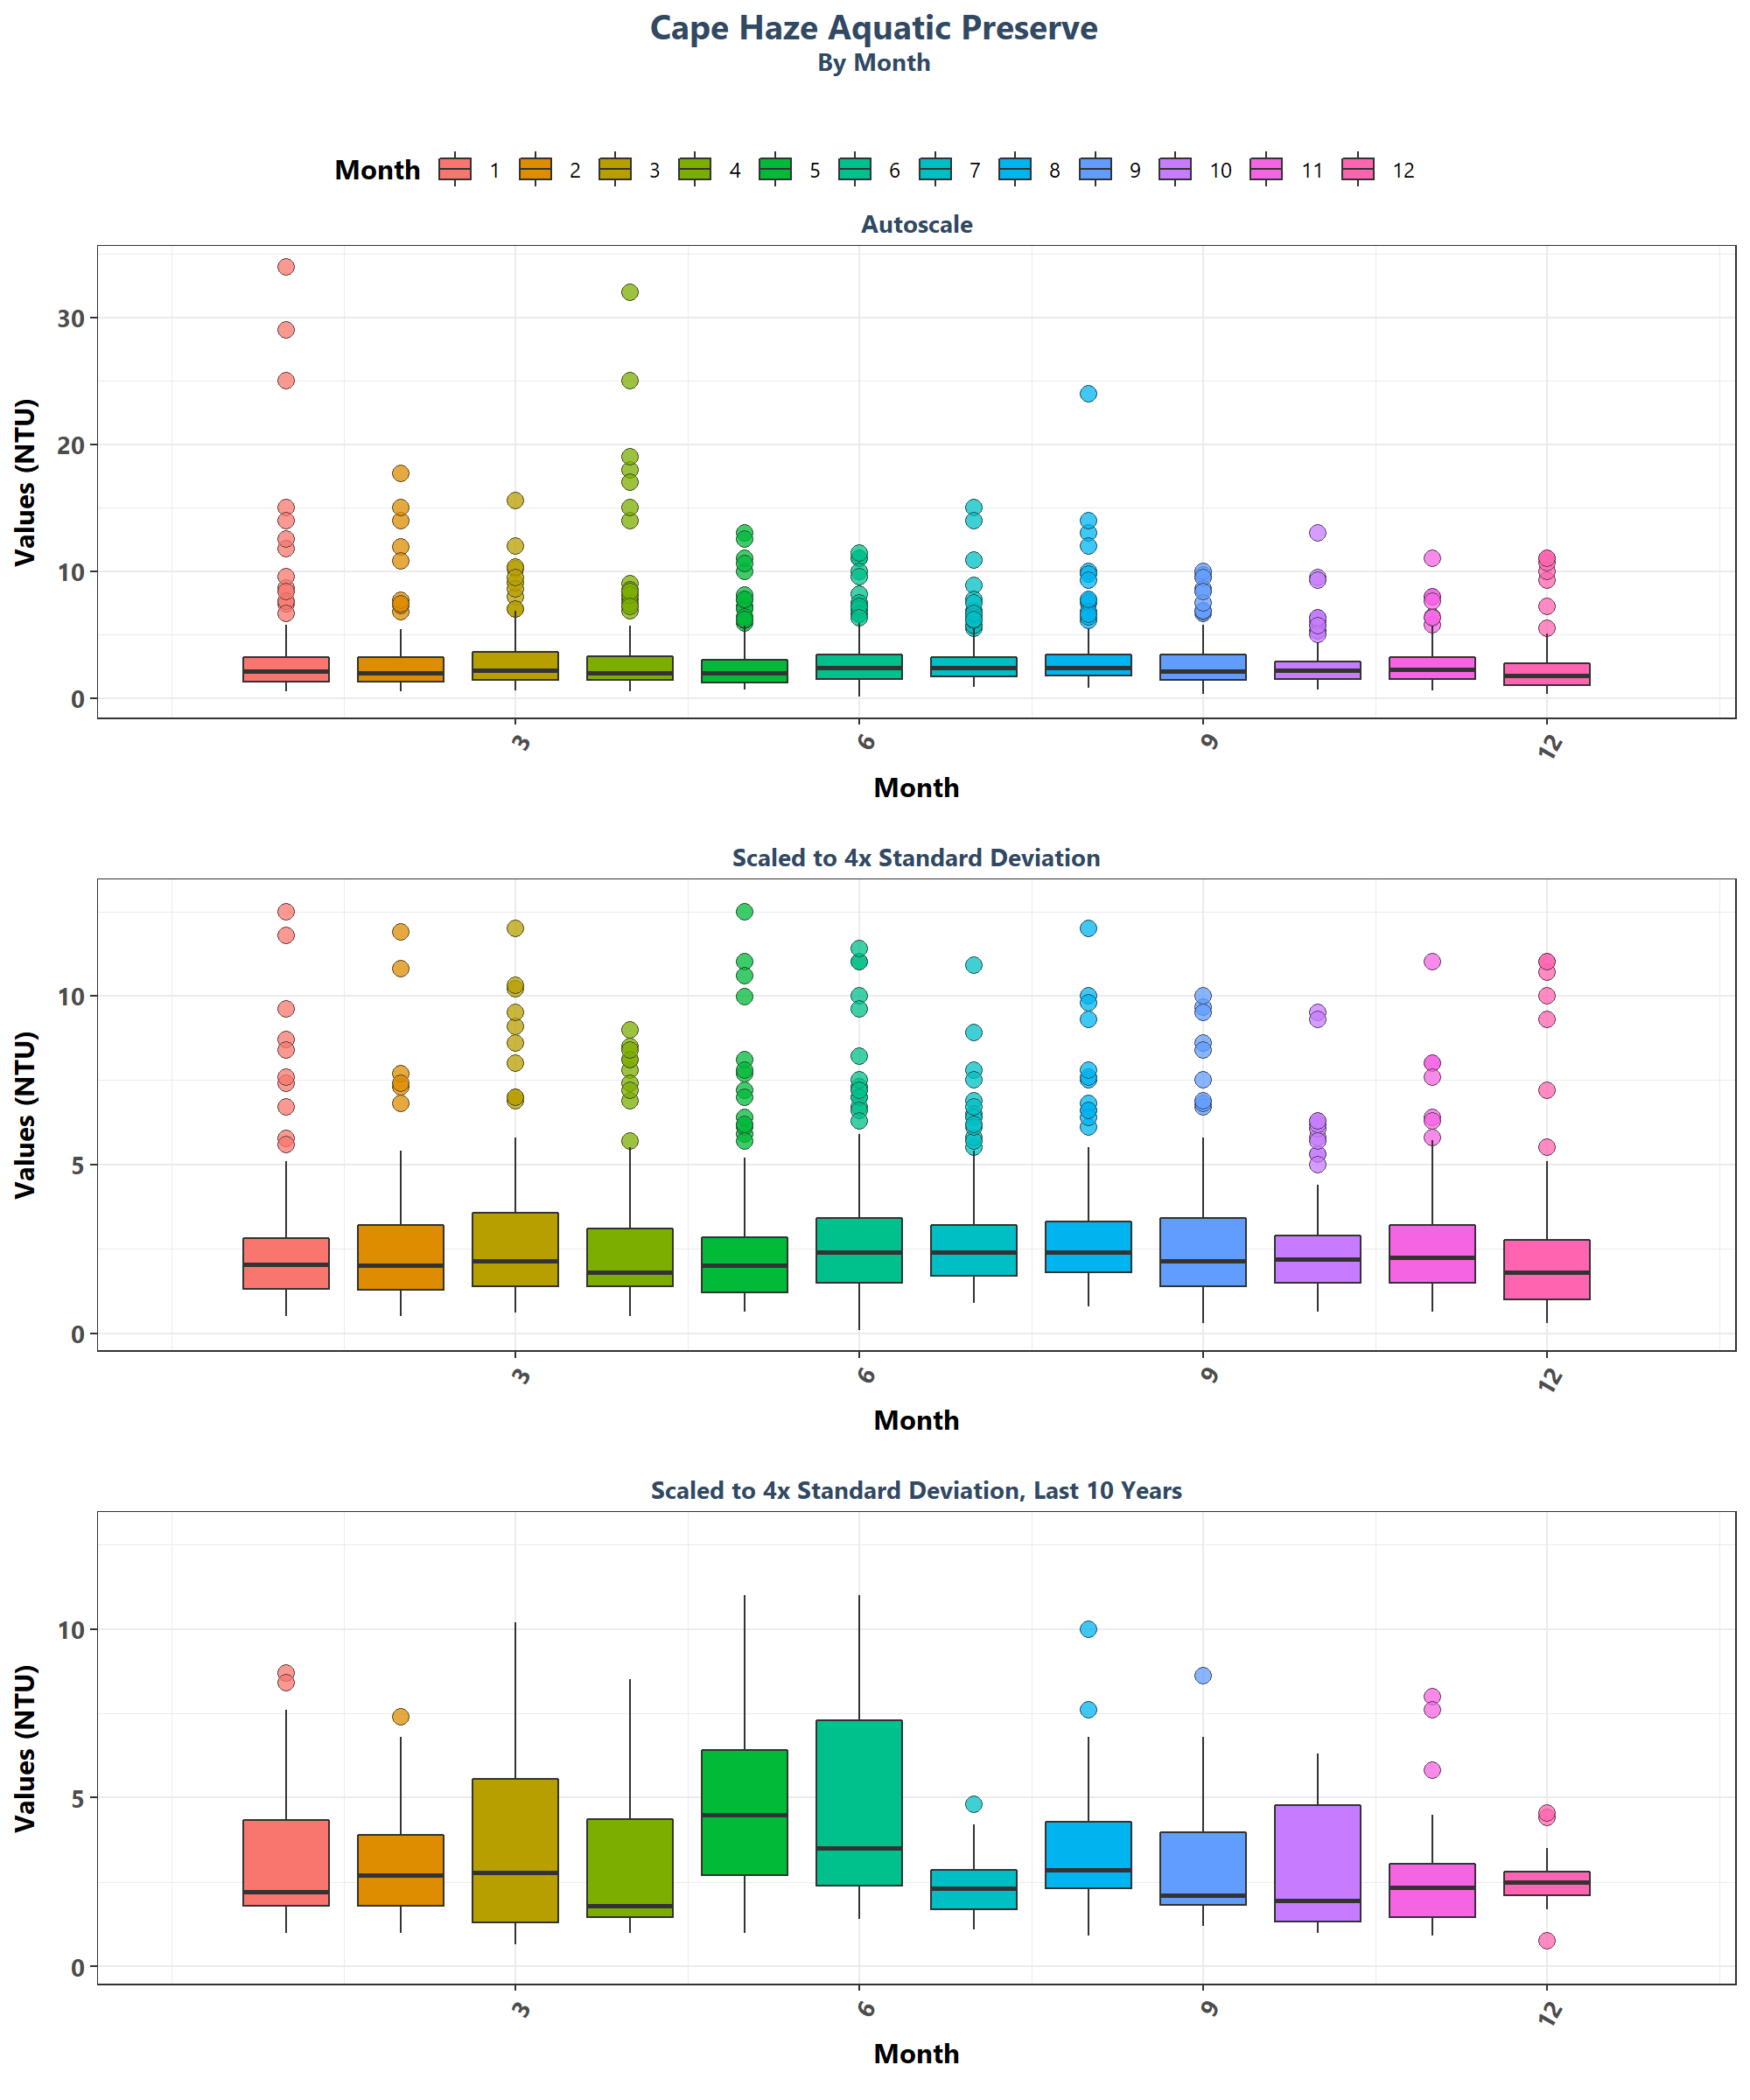 Cape Haze Aquatic Preserve
By Month
Month 1 2 3 4 5 6 7 8 9 10 11 12
Autoscale
Values (NTU)
30
20
10
0
3 6 9 12
Month
Scaled to 4x Standard Deviation
Values (NTU)
10
5
0
3 6 9 12
Month
Scaled to 4x Standard Deviation, Last 10 Years
Values (NTU)
10
5
0
3 6 9 12
Month